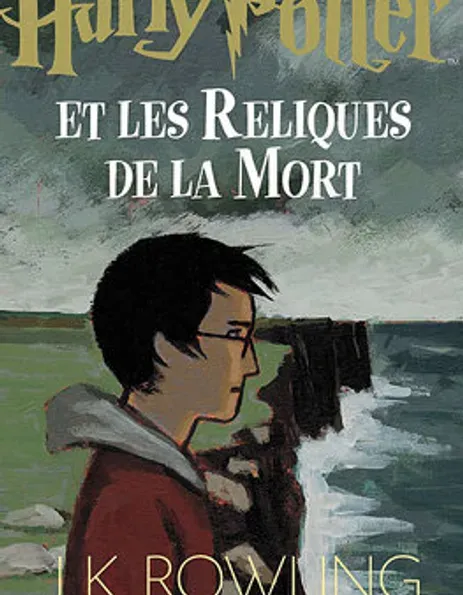 Harry Potter
ET LES RELIQUES
DE LA MORT
J.K. ROWLING